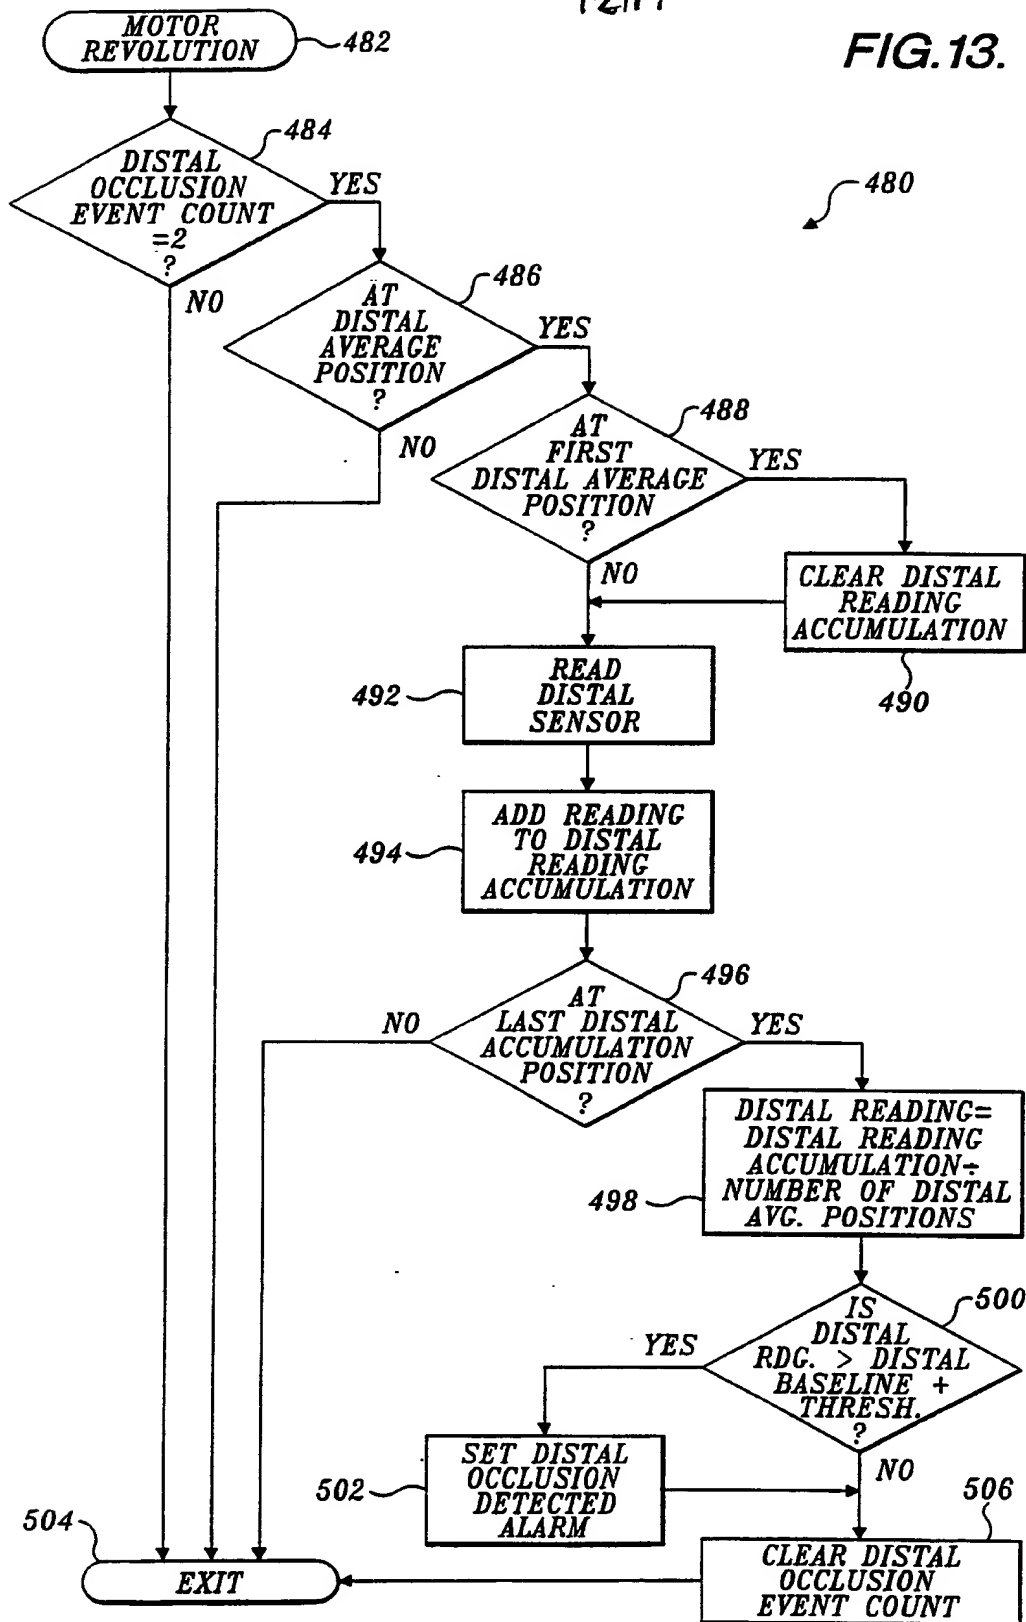 12/14
FIG.13.
MOTOR
REVOLUTION
482
484
DISTAL
OCCLUSION
EVENT COUNT
=2
?
YES
NO
480
486
AT
DISTAL
AVERAGE
POSITION
?
YES
NO
488
AT
FIRST
DISTAL AVERAGE
POSITION
?
YES
NO
CLEAR DISTAL
READING
ACCUMULATION
490
492
READ
DISTAL
SENSOR
494
ADD READING
TO DISTAL
READING
ACCUMULATION
496
AT
LAST DISTAL
ACCUMULATION
POSITION
?
NO
YES
498
DISTAL READING=
DISTAL READING
ACCUMULATION÷
NUMBER OF DISTAL
AVG. POSITIONS
500
IS
DISTAL
RDG. > DISTAL
BASELINE +
THRESH.
?
YES
NO
502
SET DISTAL
OCCLUSION
DETECTED
ALARM
506
CLEAR DISTAL
OCCLUSION
EVENT COUNT
504
EXIT